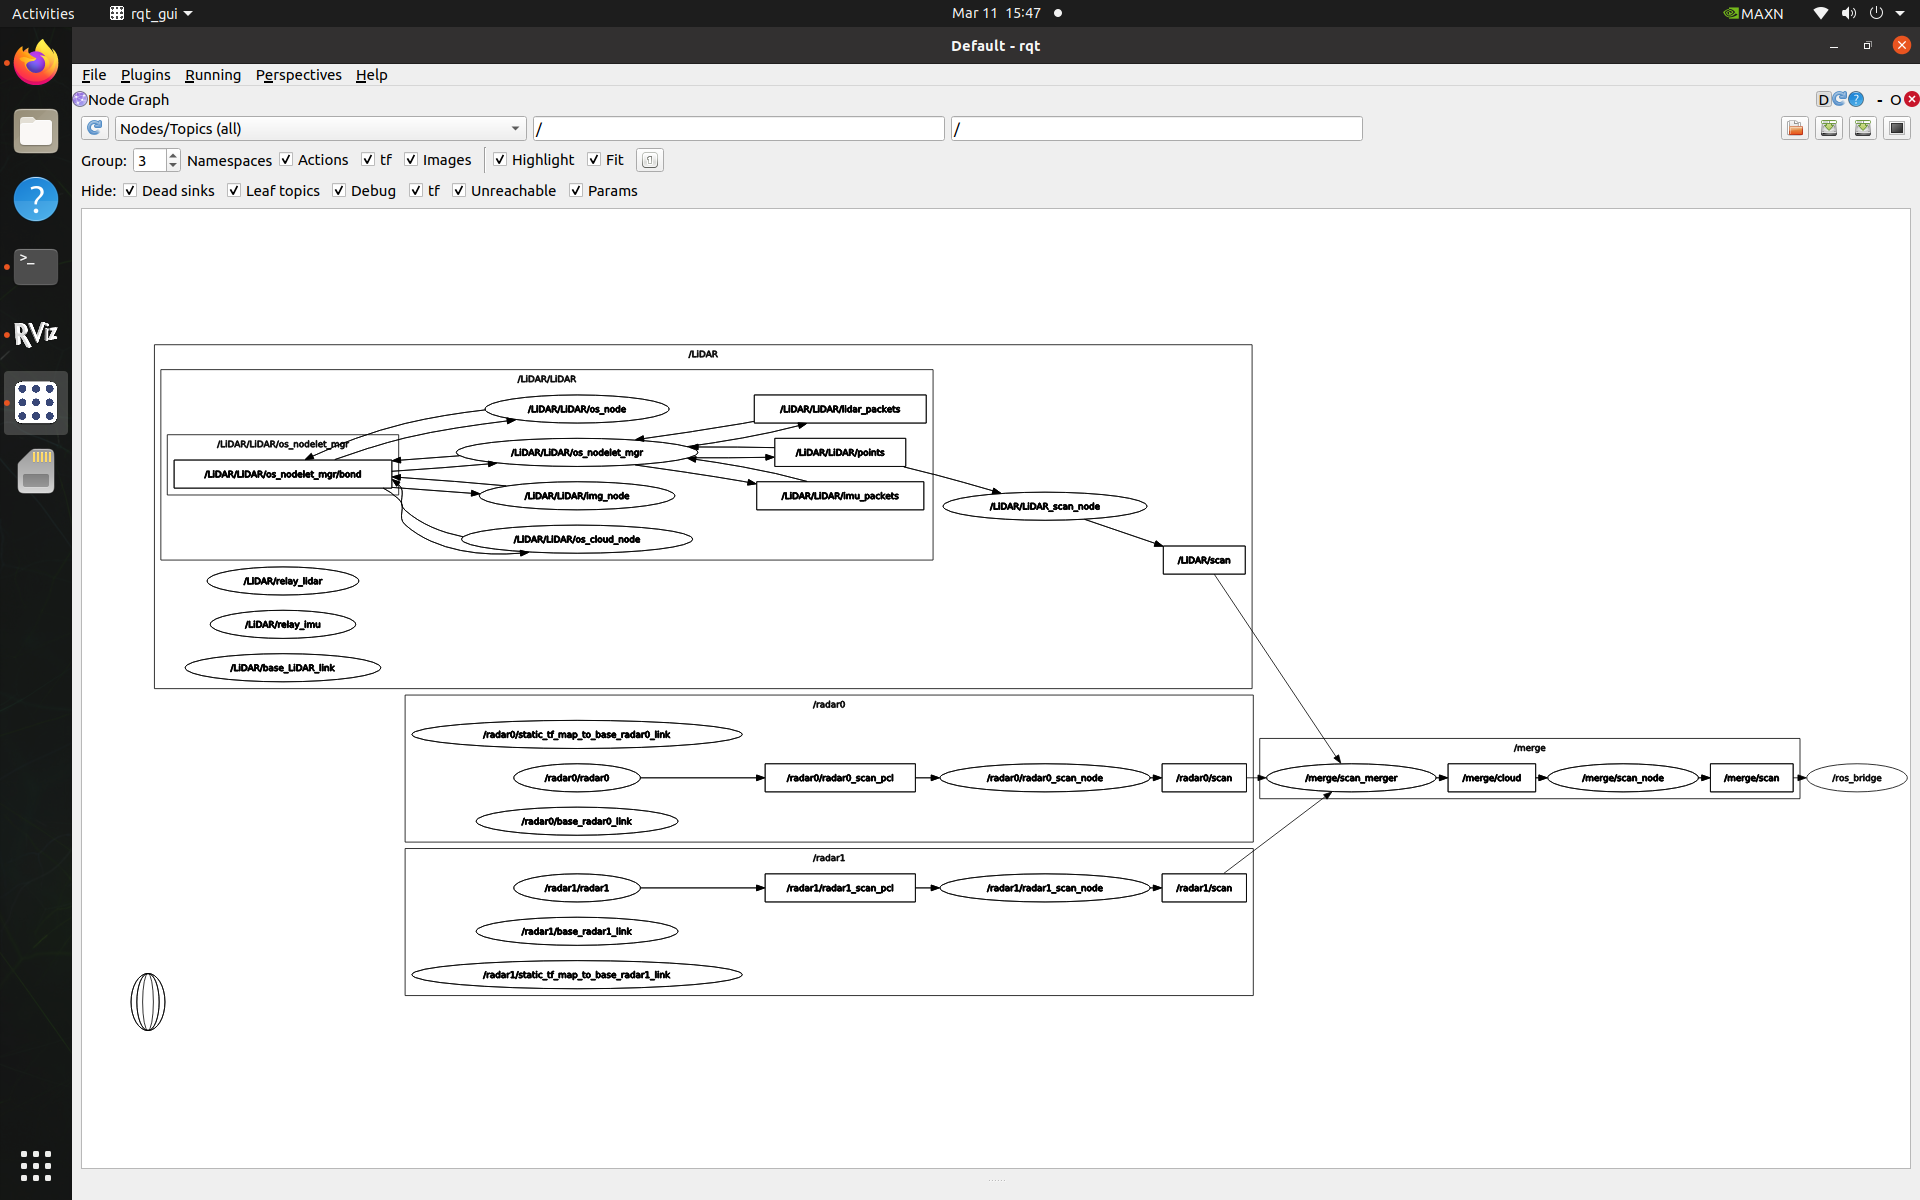 Activities rqt_gui Mar 11 15:47 MAXN
Default - rqt
File Plugins Running Perspectives Help
Node Graph D - O
Nodes/Topics (all) / /
Group: 3 Namespaces Actions tf Images Highlight Fit
Hide: Dead sinks Leaf topics Debug tf Unreachable Params
>_
RViz
/LiDAR
/LiDAR/LiDAR
/LiDAR/LiDAR/os_node
/LiDAR/LiDAR/lidar_packets
/LiDAR/LiDAR/os_nodelet_mgr
/LiDAR/LiDAR/os_nodelet_mgr
/LiDAR/LiDAR/points
/LiDAR/LiDAR/os_nodelet_mgr/bond
/LiDAR/LiDAR/img_node
/LiDAR/LiDAR/imu_packets
/LiDAR/LiDAR_scan_node
/LiDAR/LiDAR/os_cloud_node
/LiDAR/scan
/LiDAR/relay_lidar
/LiDAR/relay_imu
/LiDAR/base_LiDAR_link
/radar0
/radar0/static_tf_map_to_base_radar0_link
/radar0/radar0
/radar0/radar0_scan_pcl
/radar0/radar0_scan_node
/radar0/scan
/radar0/base_radar0_link
/merge
/merge/scan_merger
/merge/cloud
/merge/scan_node
/merge/scan
/ros_bridge
/radar1
/radar1/radar1
/radar1/radar1_scan_pcl
/radar1/radar1_scan_node
/radar1/scan
/radar1/base_radar1_link
/radar1/static_tf_map_to_base_radar1_link